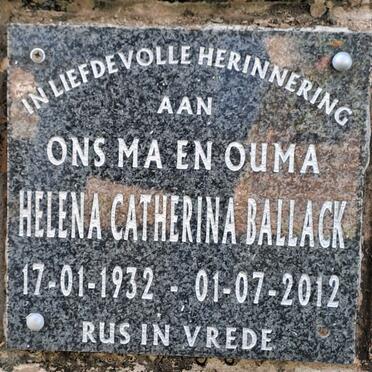 IN LIEFDEVOLLE HERINNERING
AAN
ONS MA EN OUMA
HELENA CATHERINA BALLACK
17-01-1932 - 01-07-2012
RUS IN VREDE